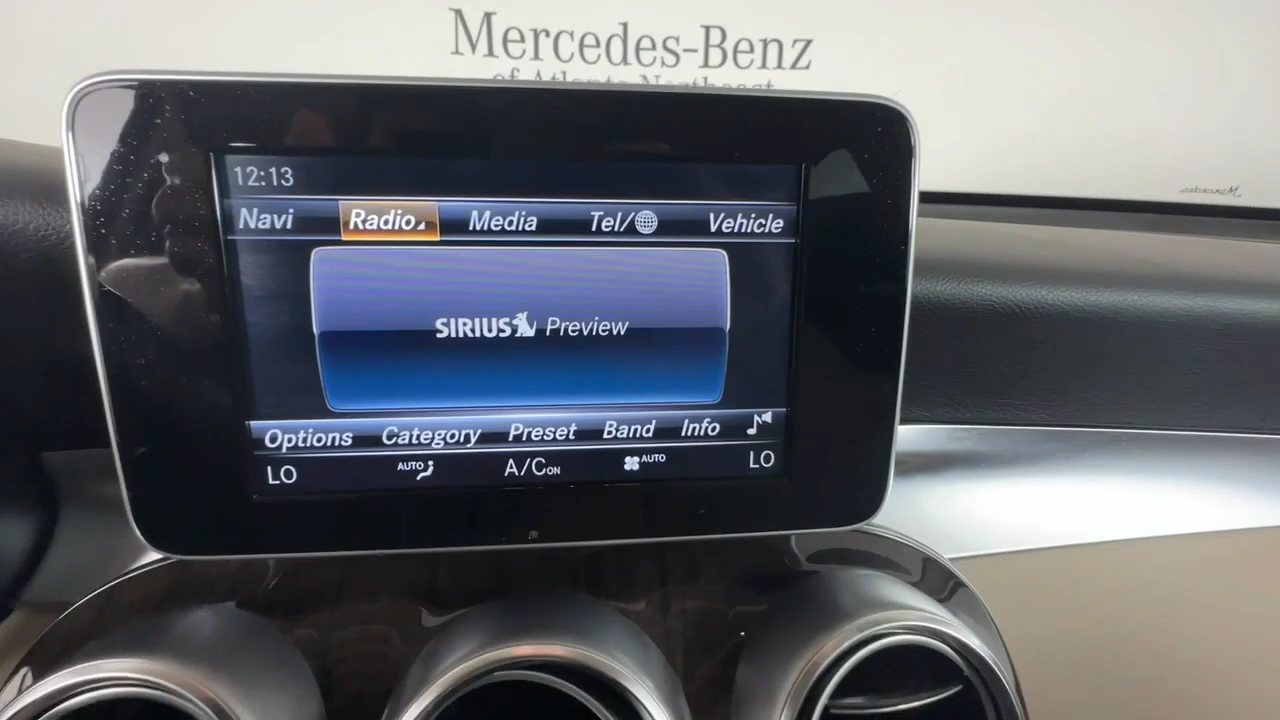 Mercedes-Benz
of Atlanta Northeast
12:13
Navi Radio Media Tel/ Vehicle
SIRIUS Preview
Options Category Preset Band Info
LO AUTO A/C ON AUTO LO